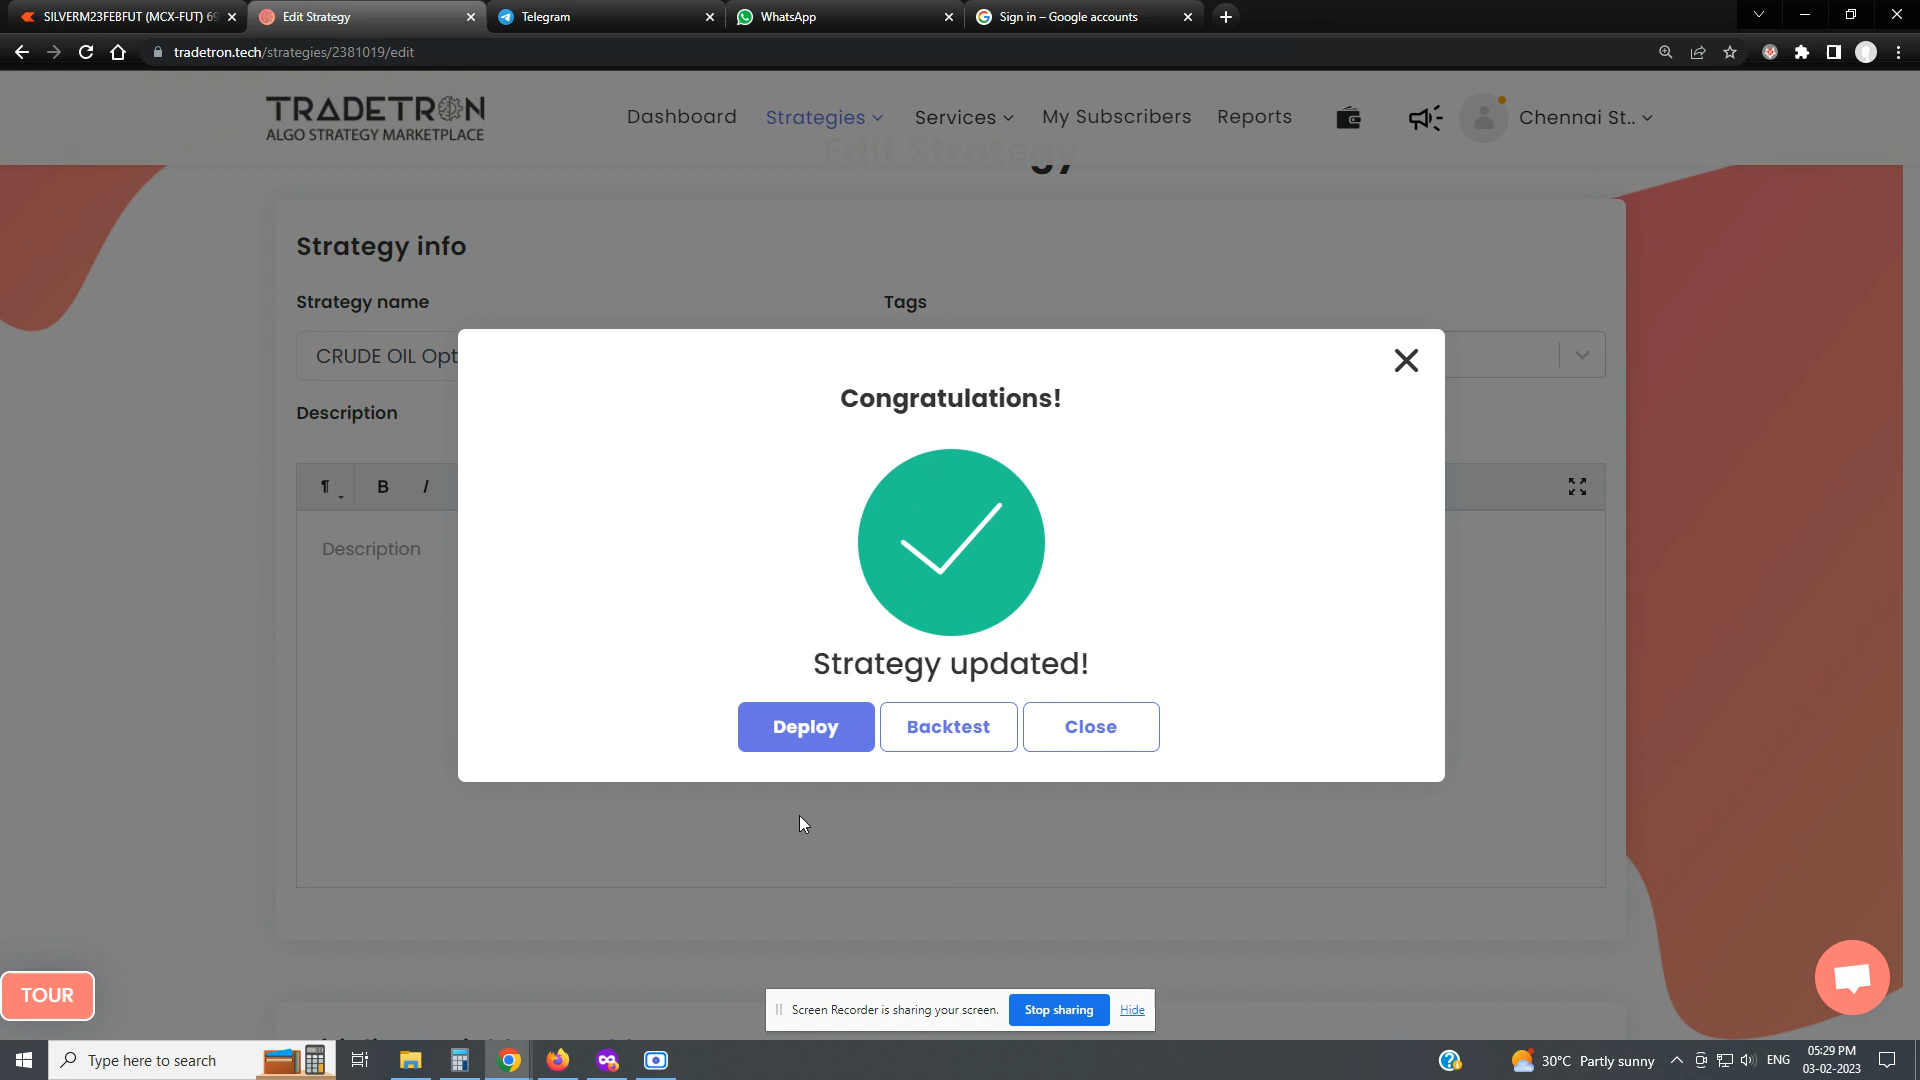 SILVERM23FEBFUT (MCX-FUT) 69
Edit Strategy
Telegram
WhatsApp
Sign in – Google accounts
tradetron.tech/strategies/2381019/edit
TRADETRON
ALGO STRATEGY MARKETPLACE
Dashboard
Strategies
Services
My Subscribers
Reports
Chennai St..
Edit Strategy
Strategy info
Strategy name
Tags
CRUDE OIL Opt
Description
B
I
Description
Congratulations!
Strategy updated!
Deploy
Backtest
Close
TOUR
Screen Recorder is sharing your screen.
Stop sharing
Hide
Type here to search
30°C Partly sunny
ENG
05:29 PM
03-02-2023